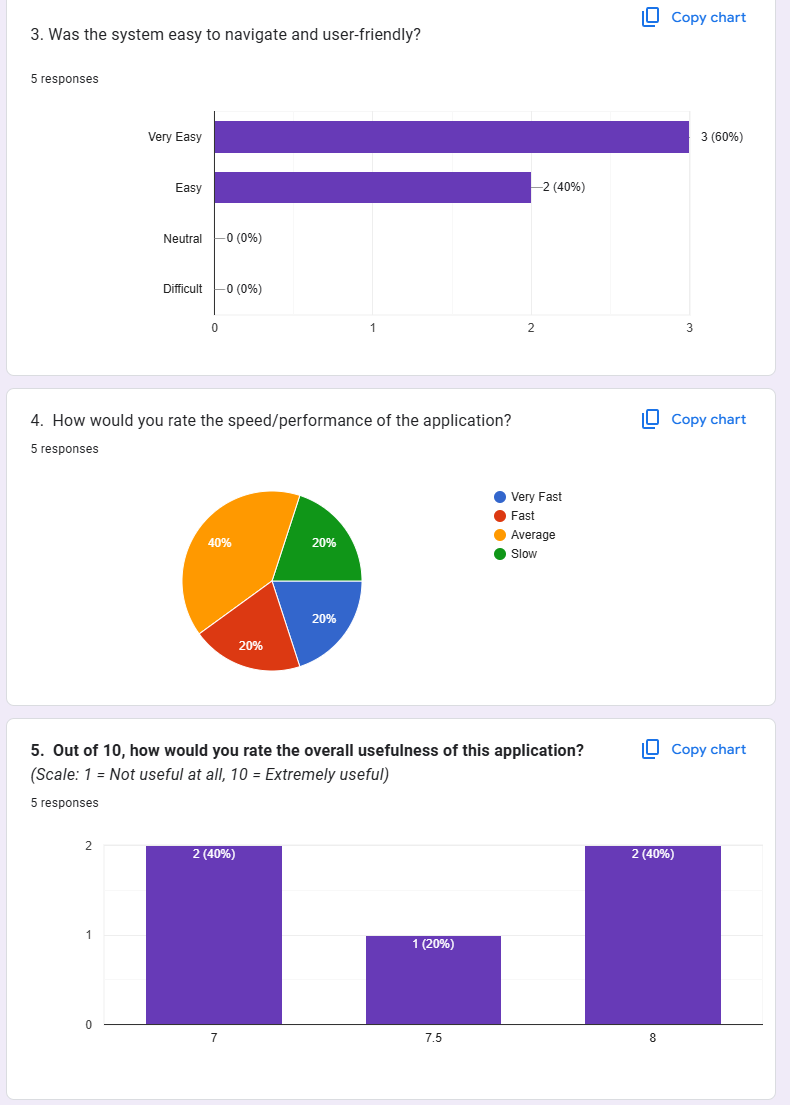 Copy chart
3. Was the system easy to navigate and user-friendly?
5 responses
Very Easy 3 (60%)
Easy 2 (40%)
Neutral 0 (0%)
Difficult 0 (0%)
0 1 2 3
4. How would you rate the speed/performance of the application? Copy chart
5 responses
Very Fast
Fast
Average
Slow
40% 20%
20%
20%
5. Out of 10, how would you rate the overall usefulness of this application? Copy chart
(Scale: 1 = Not useful at all, 10 = Extremely useful)
5 responses
2 2 (40%) 2 (40%)
1 1 (20%)
0
7 7.5 8